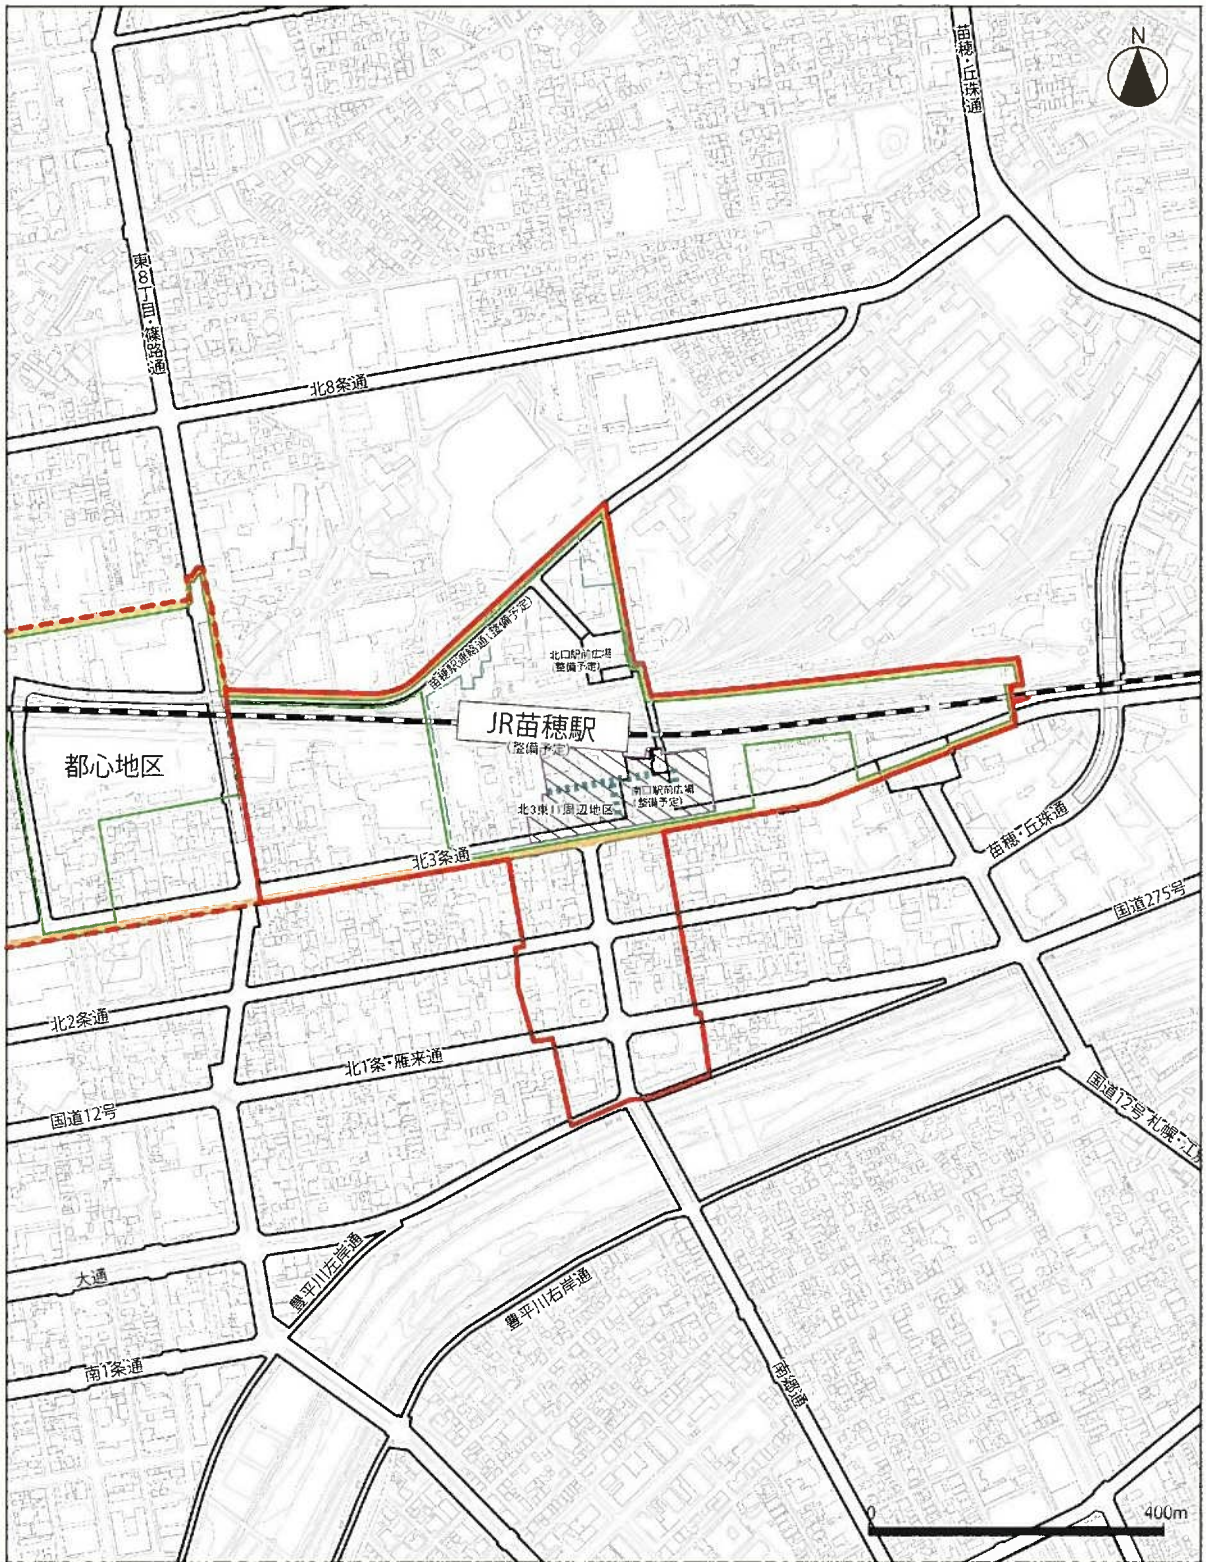 N
苗穂・丘珠通
東8丁目・篠路通
北8条通
苗穂駅連絡通(整備予定)
北口駅前広場
(整備予定)
JR苗穂駅
(整備予定)
都心地区
南口駅前広場
(整備予定)
北3東11周辺地区
北3条通
苗穂・丘珠通
国道275号
北2条通
北1条・雁来通
国道12号
国道12号 札幌・江
大通
豊平川左岸通
豊平川右岸通
南1条通
南郷通
0
400m